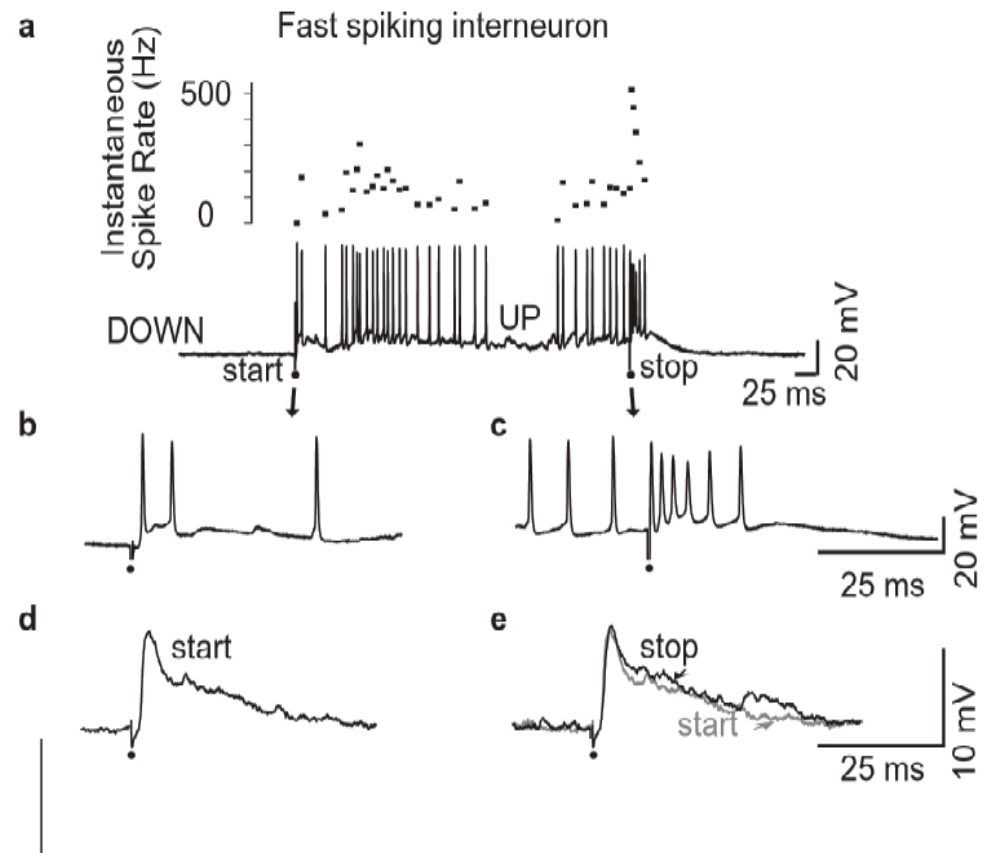 a
Fast spiking interneuron
Instantaneous
Spike Rate (Hz)
500
0
DOWN
UP
start
stop
20 mV
25 ms
b
c
20 mV
25 ms
d
start
e
stop
start
10 mV
25 ms